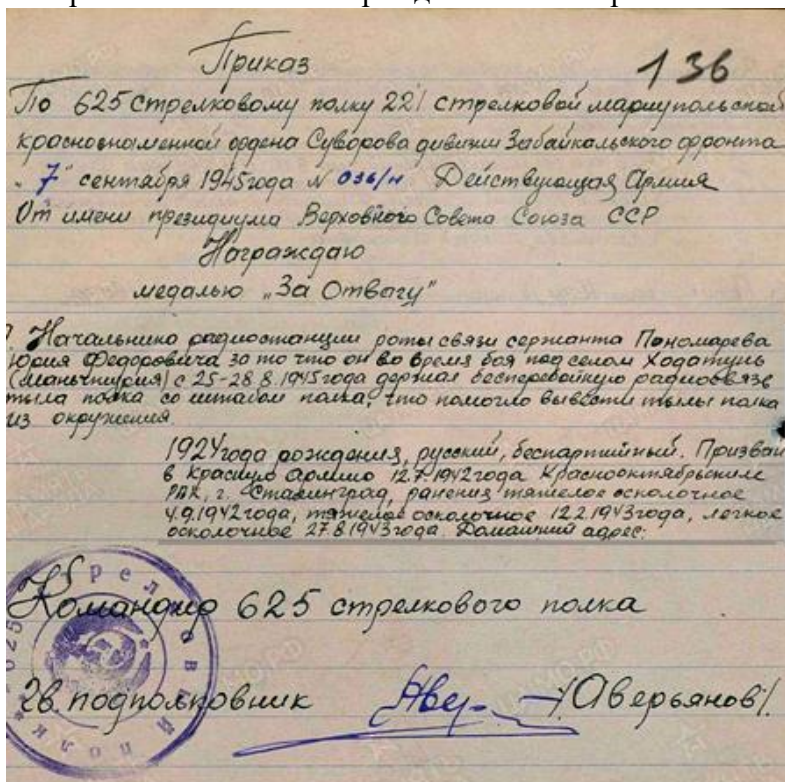 Приказ
136
По 625 стрелковому полку 221 стрелковой мариупольской
краснознаменной ордена Суворова дивизии Забайкальского фронта
„7" сентября 1945 года N 036/н Действующая Армия
От имени президиума Верховного Совета Союза ССР
Награждаю
медалью „За Отвагу"
Начальника радиостанции роты связи сержанта Пономарева
Юрия Федоровича за то что он во время боя под селом Ходатунь
(Маньчжурия) с 25-28.8.1945 года держал бесперебойную радиосвязь
тыла полка со штабом полка, что помогло вывести тылы полка
из окружения.
1924 года рождения, русский, беспартийный. Призван
в Красную Армию 12.7.1942 года Краснооктябрьским
РВК, г. Сталинград, ранения тяжелое осколочное
4.9.1942 года, тяжелое осколочное 12.2.1943 года, легкое
осколочное 27.8.1943 года. Домашний адрес:
Командир 625 стрелкового полка
Гв. подполковник /Аверьянов/.
625 Стрелковый полк